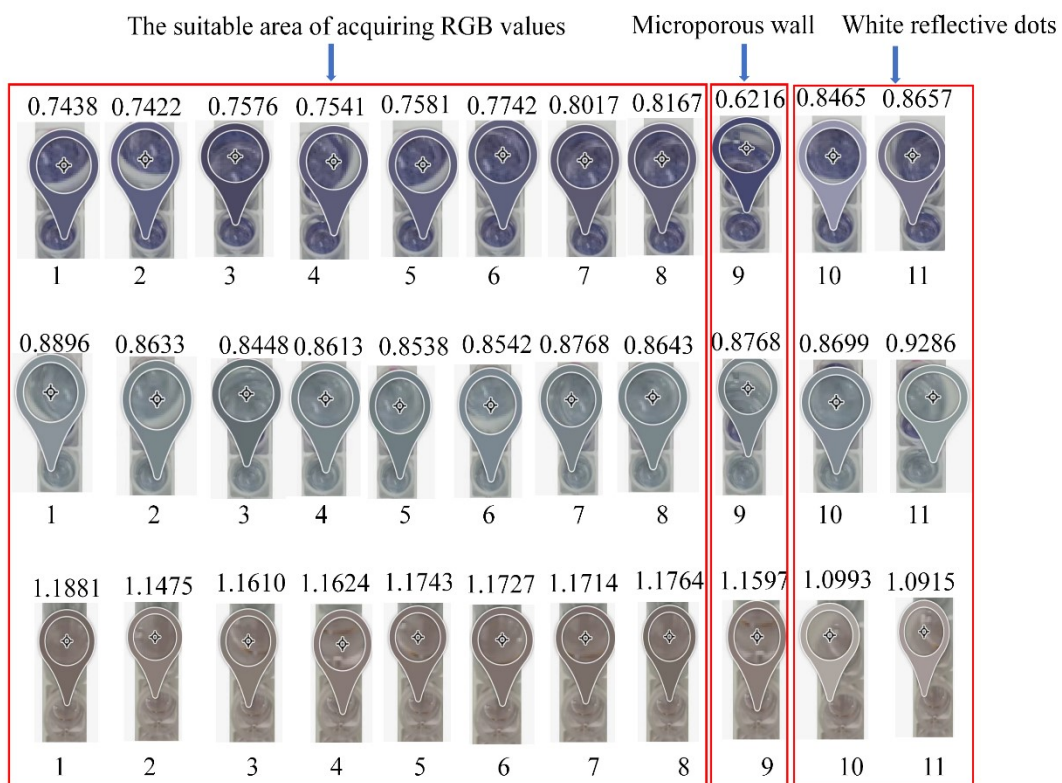 The suitable area of acquiring RGB values Microporous wall White reflective dots
0.7438 0.7422 0.7576 0.7541 0.7581 0.7742 0.8017 0.8167 0.6216 0.8465 0.8657
1 2 3 4 5 6 7 8 9 10 11
0.8896 0.8633 0.8448 0.8613 0.8538 0.8542 0.8768 0.8643 0.8768 0.8699 0.9286
1 2 3 4 5 6 7 8 9 10 11
1.1881 1.1475 1.1610 1.1624 1.1743 1.1727 1.1714 1.1764 1.1597 1.0993 1.0915
1 2 3 4 5 6 7 8 9 10 11